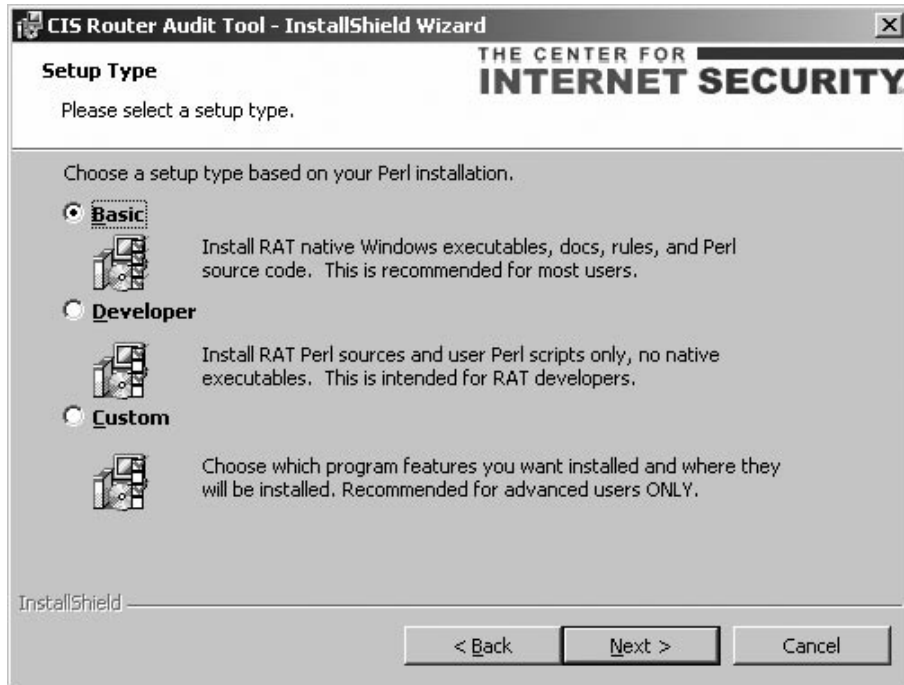 CIS Router Audit Tool - InstallShield Wizard
THE CENTER FOR
INTERNET SECURITY
Setup Type
Please select a setup type.
Choose a setup type based on your Perl installation.
Basic
Install RAT native Windows executables, docs, rules, and Perl
source code. This is recommended for most users.
Developer
Install RAT Perl sources and user Perl scripts only, no native
executables. This is intended for RAT developers.
Custom
Choose which program features you want installed and where they
will be installed. Recommended for advanced users ONLY.
InstallShield
< Back
Next >
Cancel